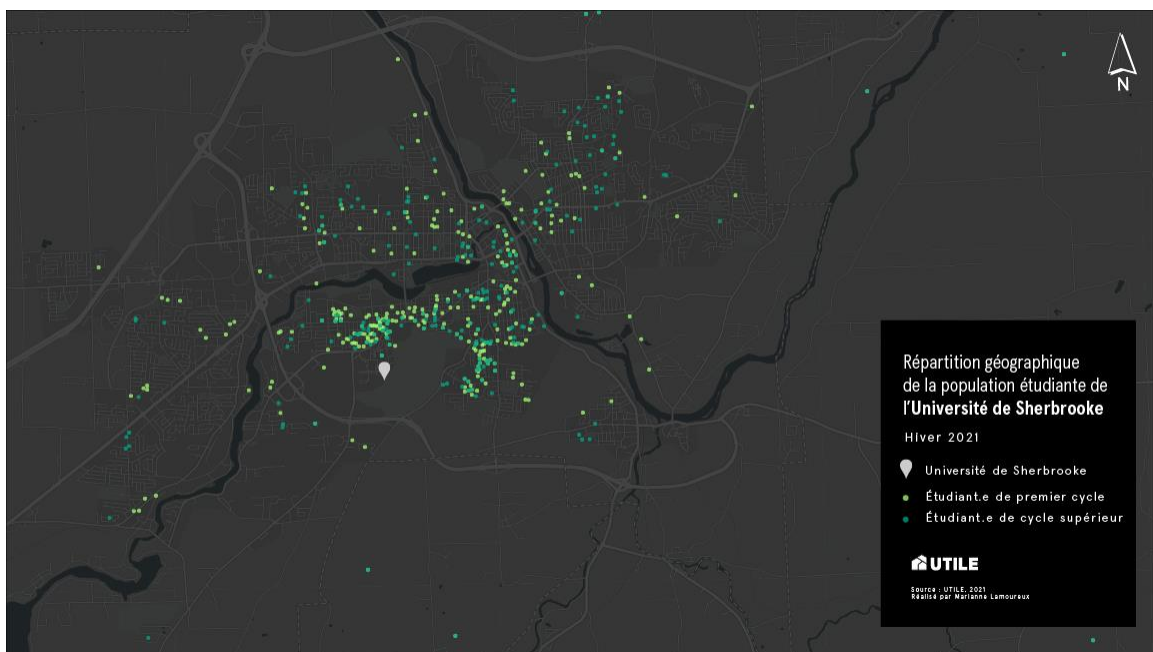 N
Répartition géographique
de la population étudiante de
l'Université de Sherbrooke
Hiver 2021
Université de Sherbrooke
Étudiant.e de premier cycle
Étudiant.e de cycle supérieur
UTILE
Source : UTILE, 2021
Réalisé par Marianne Lamoureux